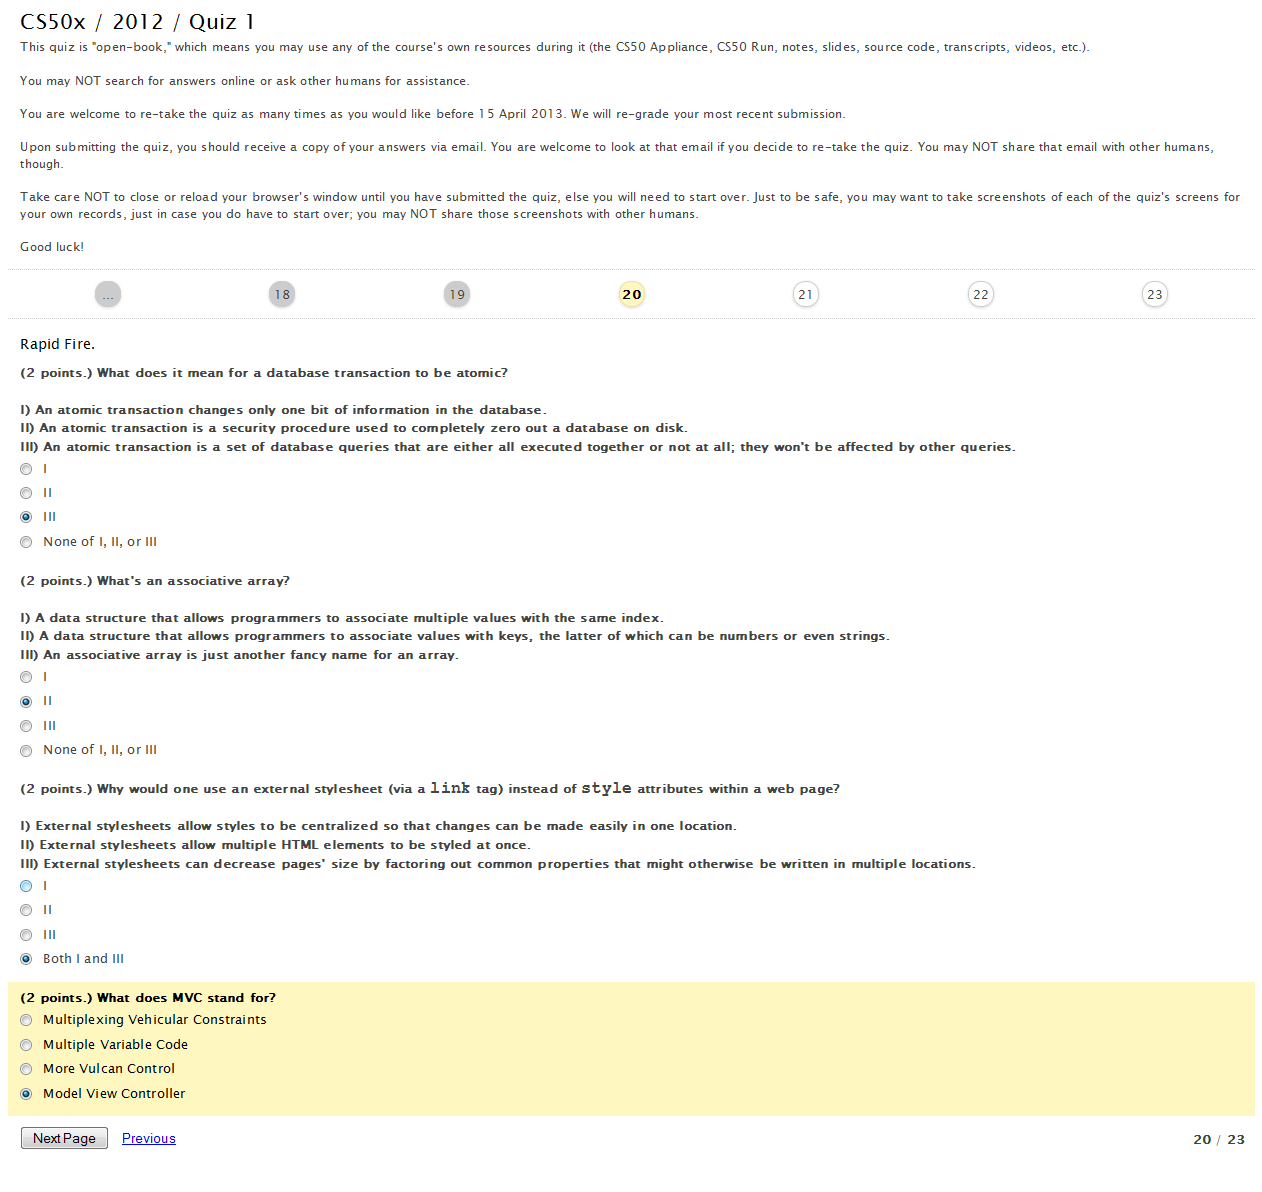 CS50x / 2012 / Quiz 1
This quiz is "open-book," which means you may use any of the course's own resources during it (the CS50 Appliance, CS50 Run, notes, slides, source code, transcripts, videos, etc.).
You may NOT search for answers online or ask other humans for assistance.
You are welcome to re-take the quiz as many times as you would like before 15 April 2013. We will re-grade your most recent submission.
Upon submitting the quiz, you should receive a copy of your answers via email. You are welcome to look at that email if you decide to re-take the quiz. You may NOT share that email with other humans,
though.
Take care NOT to close or reload your browser's window until you have submitted the quiz, else you will need to start over. Just to be safe, you may want to take screenshots of each of the quiz's screens for
your own records, just in case you do have to start over; you may NOT share those screenshots with other humans.
Good luck!
... 18 19 20 21 22 23
Rapid Fire.
(2 points.) What does it mean for a database transaction to be atomic?
I) An atomic transaction changes only one bit of information in the database.
II) An atomic transaction is a security procedure used to completely zero out a database on disk.
III) An atomic transaction is a set of database queries that are either all executed together or not at all; they won't be affected by other queries.
I
II
III
None of I, II, or III
(2 points.) What's an associative array?
I) A data structure that allows programmers to associate multiple values with the same index.
II) A data structure that allows programmers to associate values with keys, the latter of which can be numbers or even strings.
III) An associative array is just another fancy name for an array.
I
II
III
None of I, II, or III
(2 points.) Why would one use an external stylesheet (via a link tag) instead of style attributes within a web page?
I) External stylesheets allow styles to be centralized so that changes can be made easily in one location.
II) External stylesheets allow multiple HTML elements to be styled at once.
III) External stylesheets can decrease pages' size by factoring out common properties that might otherwise be written in multiple locations.
I
II
III
Both I and III
(2 points.) What does MVC stand for?
Multiplexing Vehicular Constraints
Multiple Variable Code
More Vulcan Control
Model View Controller
Next Page Previous 20 / 23